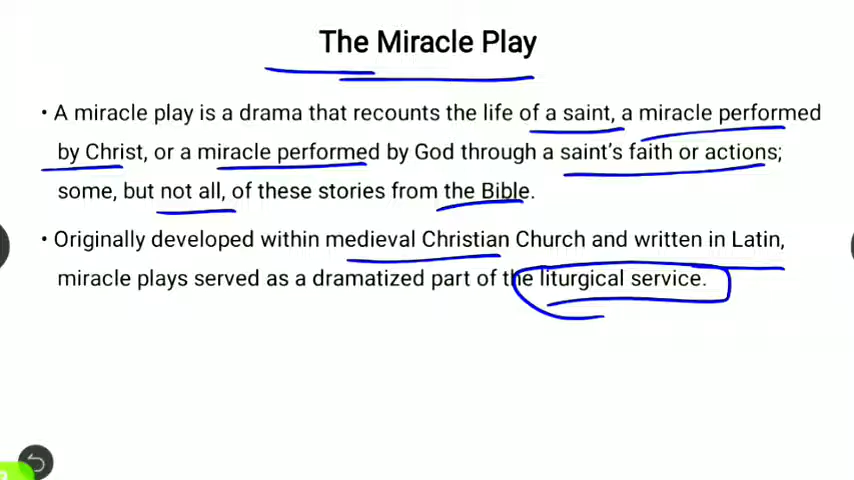 The Miracle Play
• A miracle play is a drama that recounts the life of a saint, a miracle performed
by Christ, or a miracle performed by God through a saint's faith or actions;
some, but not all, of these stories from the Bible.
• Originally developed within medieval Christian Church and written in Latin,
miracle plays served as a dramatized part of the liturgical service.